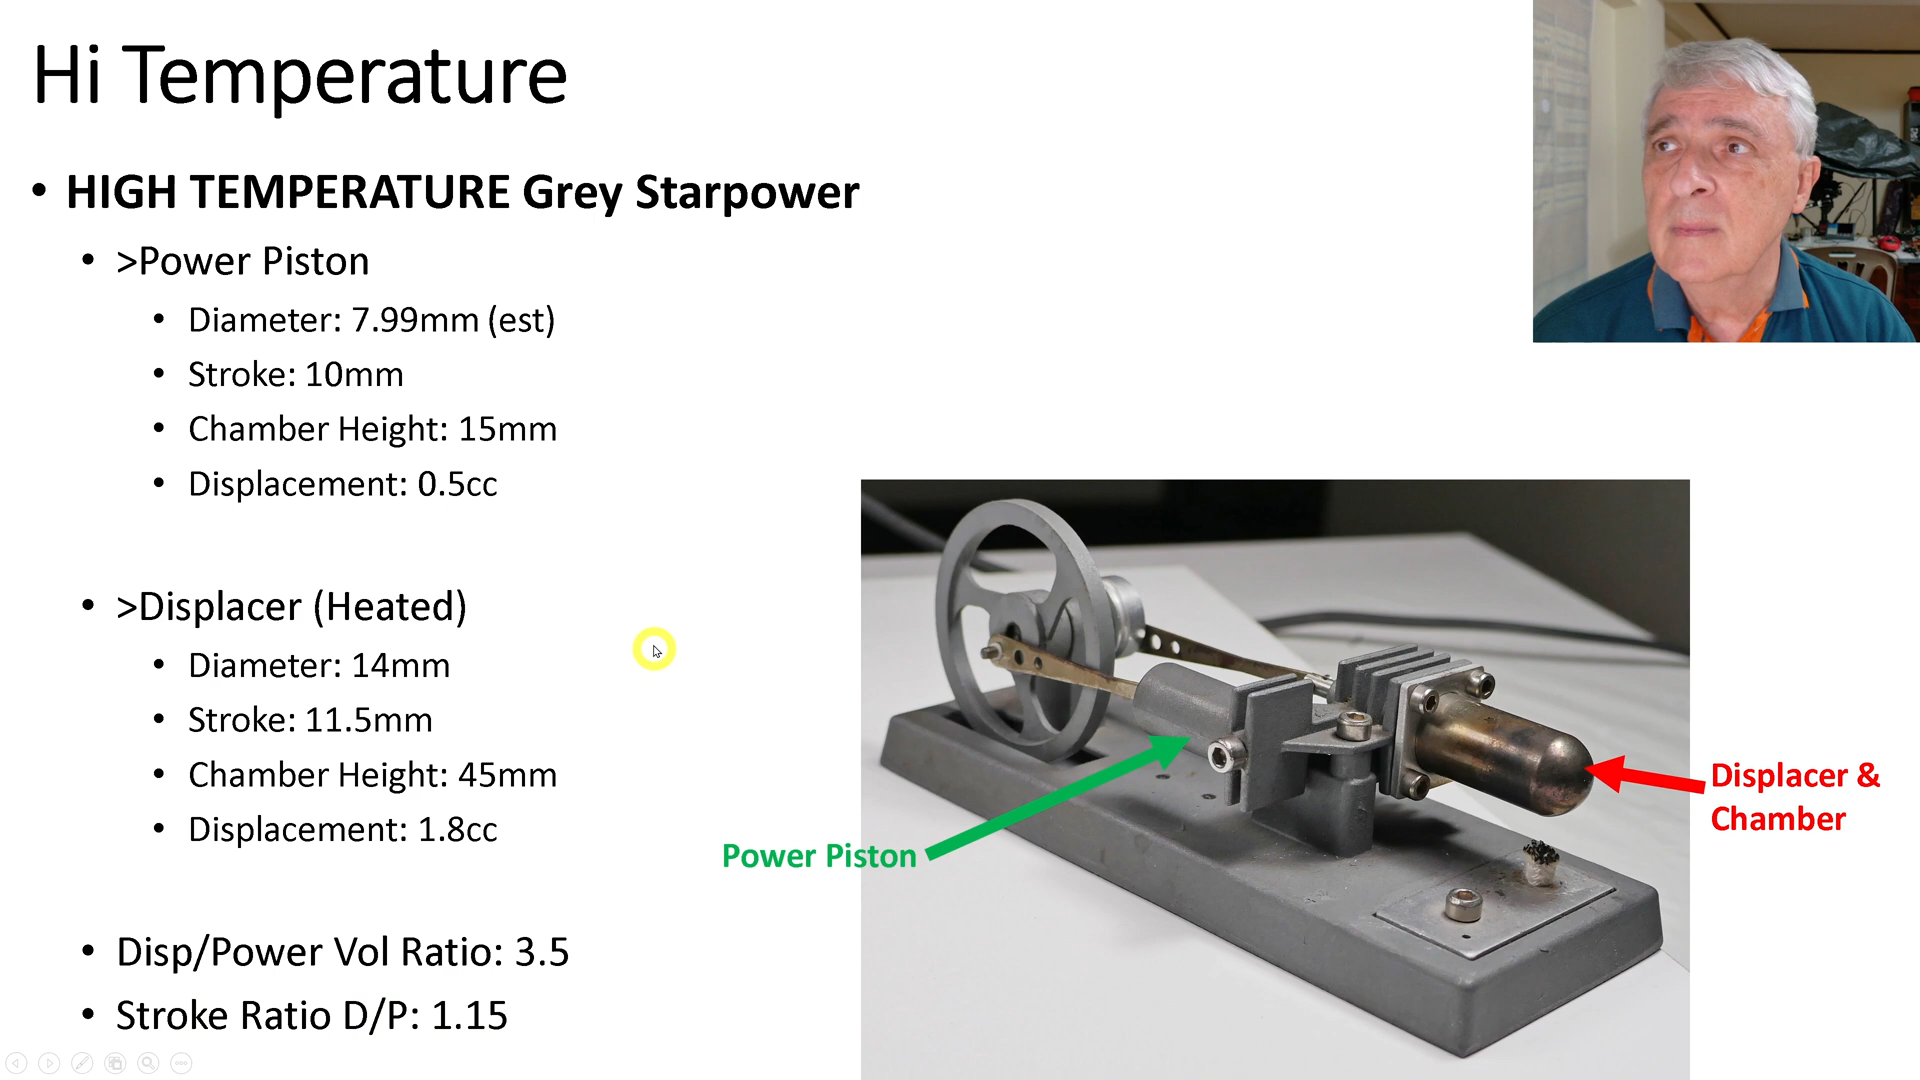 Hi Temperature
• HIGH TEMPERATURE Grey Starpower
• >Power Piston
• Diameter: 7.99mm (est)
• Stroke: 10mm
• Chamber Height: 15mm
• Displacement: 0.5cc
• >Displacer (Heated)
• Diameter: 14mm
• Stroke: 11.5mm
• Chamber Height: 45mm
• Displacement: 1.8cc
• Disp/Power Vol Ratio: 3.5
• Stroke Ratio D/P: 1.15
Power Piston
Displacer &
Chamber